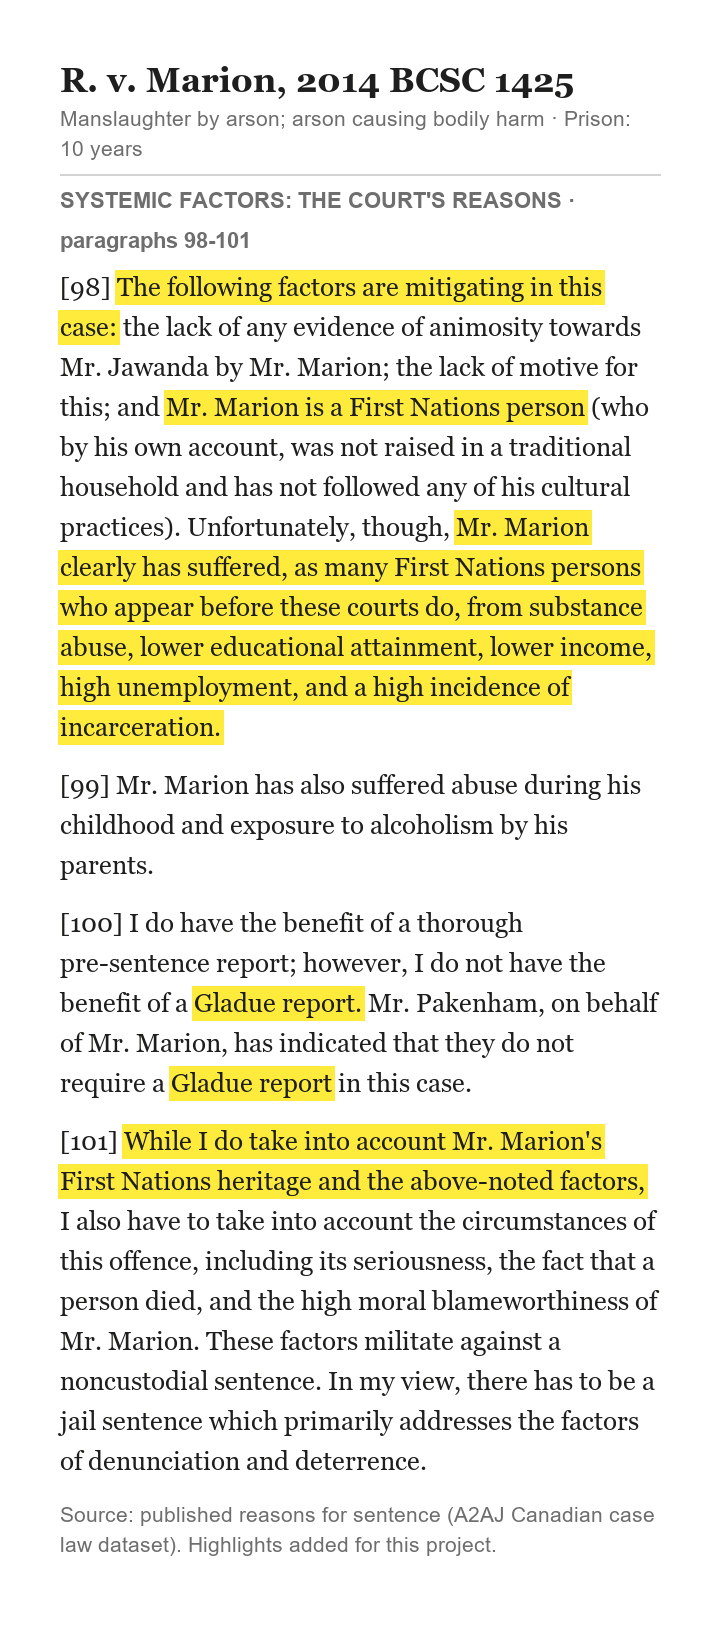 R. v. Marion, 2014 BCSC 1425
Manslaughter by arson; arson causing bodily harm · Prison:
10 years
SYSTEMIC FACTORS: THE COURT'S REASONS ·
paragraphs 98-101
[98] The following factors are mitigating in this
case: the lack of any evidence of animosity towards
Mr. Jawanda by Mr. Marion; the lack of motive for
this; and Mr. Marion is a First Nations person (who
by his own account, was not raised in a traditional
household and has not followed any of his cultural
practices). Unfortunately, though, Mr. Marion
clearly has suffered, as many First Nations persons
who appear before these courts do, from substance
abuse, lower educational attainment, lower income,
high unemployment, and a high incidence of
incarceration.
[99] Mr. Marion has also suffered abuse during his
childhood and exposure to alcoholism by his
parents.
[100] I do have the benefit of a thorough
pre-sentence report; however, I do not have the
benefit of a Gladue report. Mr. Pakenham, on behalf
of Mr. Marion, has indicated that they do not
require a Gladue report in this case.
[101] While I do take into account Mr. Marion's
First Nations heritage and the above-noted factors,
I also have to take into account the circumstances of
this offence, including its seriousness, the fact that a
person died, and the high moral blameworthiness of
Mr. Marion. These factors militate against a
noncustodial sentence. In my view, there has to be a
jail sentence which primarily addresses the factors
of denunciation and deterrence.
Source: published reasons for sentence (A2AJ Canadian case
law dataset). Highlights added for this project.